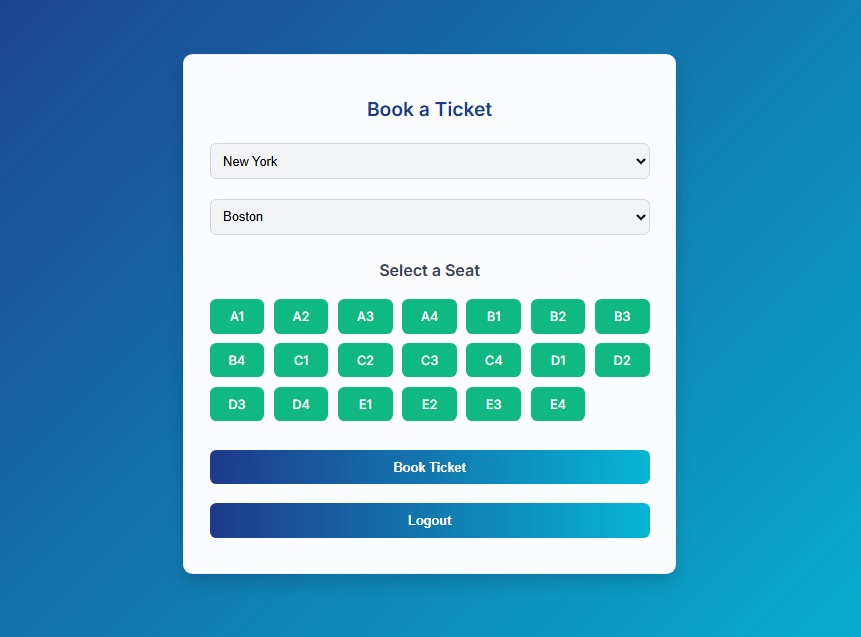 Book a Ticket
New York
Boston
Select a Seat
A1 A2 A3 A4 B1 B2 B3
B4 C1 C2 C3 C4 D1 D2
D3 D4 E1 E2 E3 E4
Book Ticket
Logout